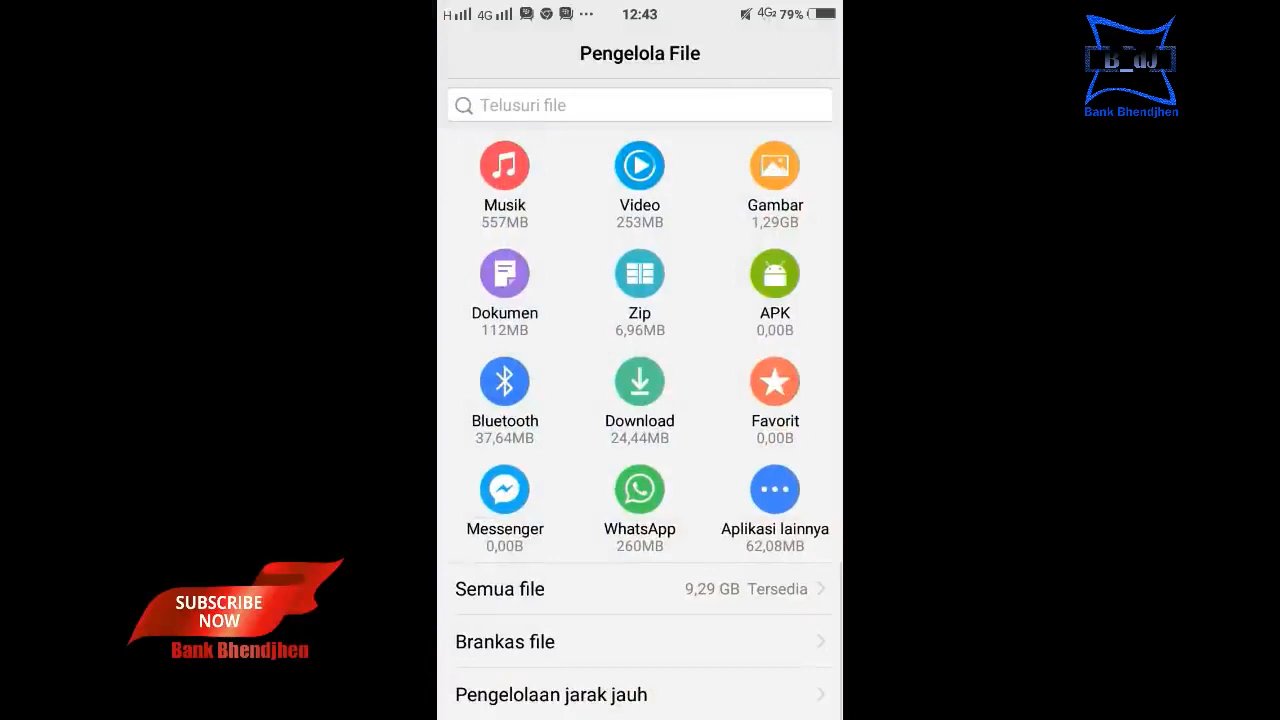 H 4G ... 12:43 4G2 79%
B_dJ
Bank Bhendjhen
Pengelola File
Telusuri file
Musik Video Gambar
557MB 253MB 1,29GB
Dokumen Zip APK
112MB 6,96MB 0,00B
Bluetooth Download Favorit
37,64MB 24,44MB 0,00B
Messenger WhatsApp Aplikasi lainnya
0,00B 260MB 62,08MB
Semua file 9,29 GB Tersedia
Brankas file
Pengelolaan jarak jauh
SUBSCRIBE
NOW
Bank Bhendjhen